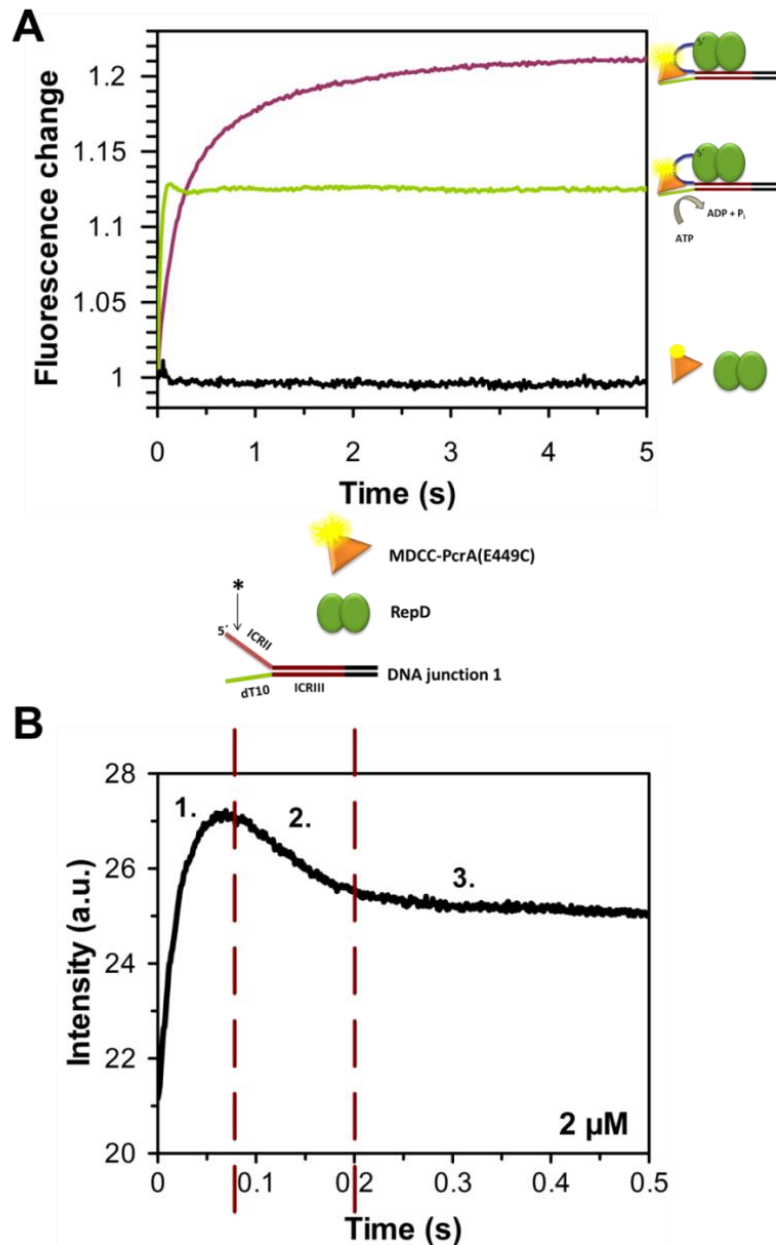 A
Fluorescence change
1.2
1.15
1.1
1.05
1
0 1 2 3 4 5
Time (s)
5'
5'
ATP
ADP + Pi
MDCC-PcrA(E449C)
RepD
*
5'
ICRII
dT10
ICRIII
DNA junction 1
B
Intensity (a.u.)
28
26
24
22
20
1.
2.
3.
2 μM
0 0.1 0.2 0.3 0.4 0.5
Time (s)